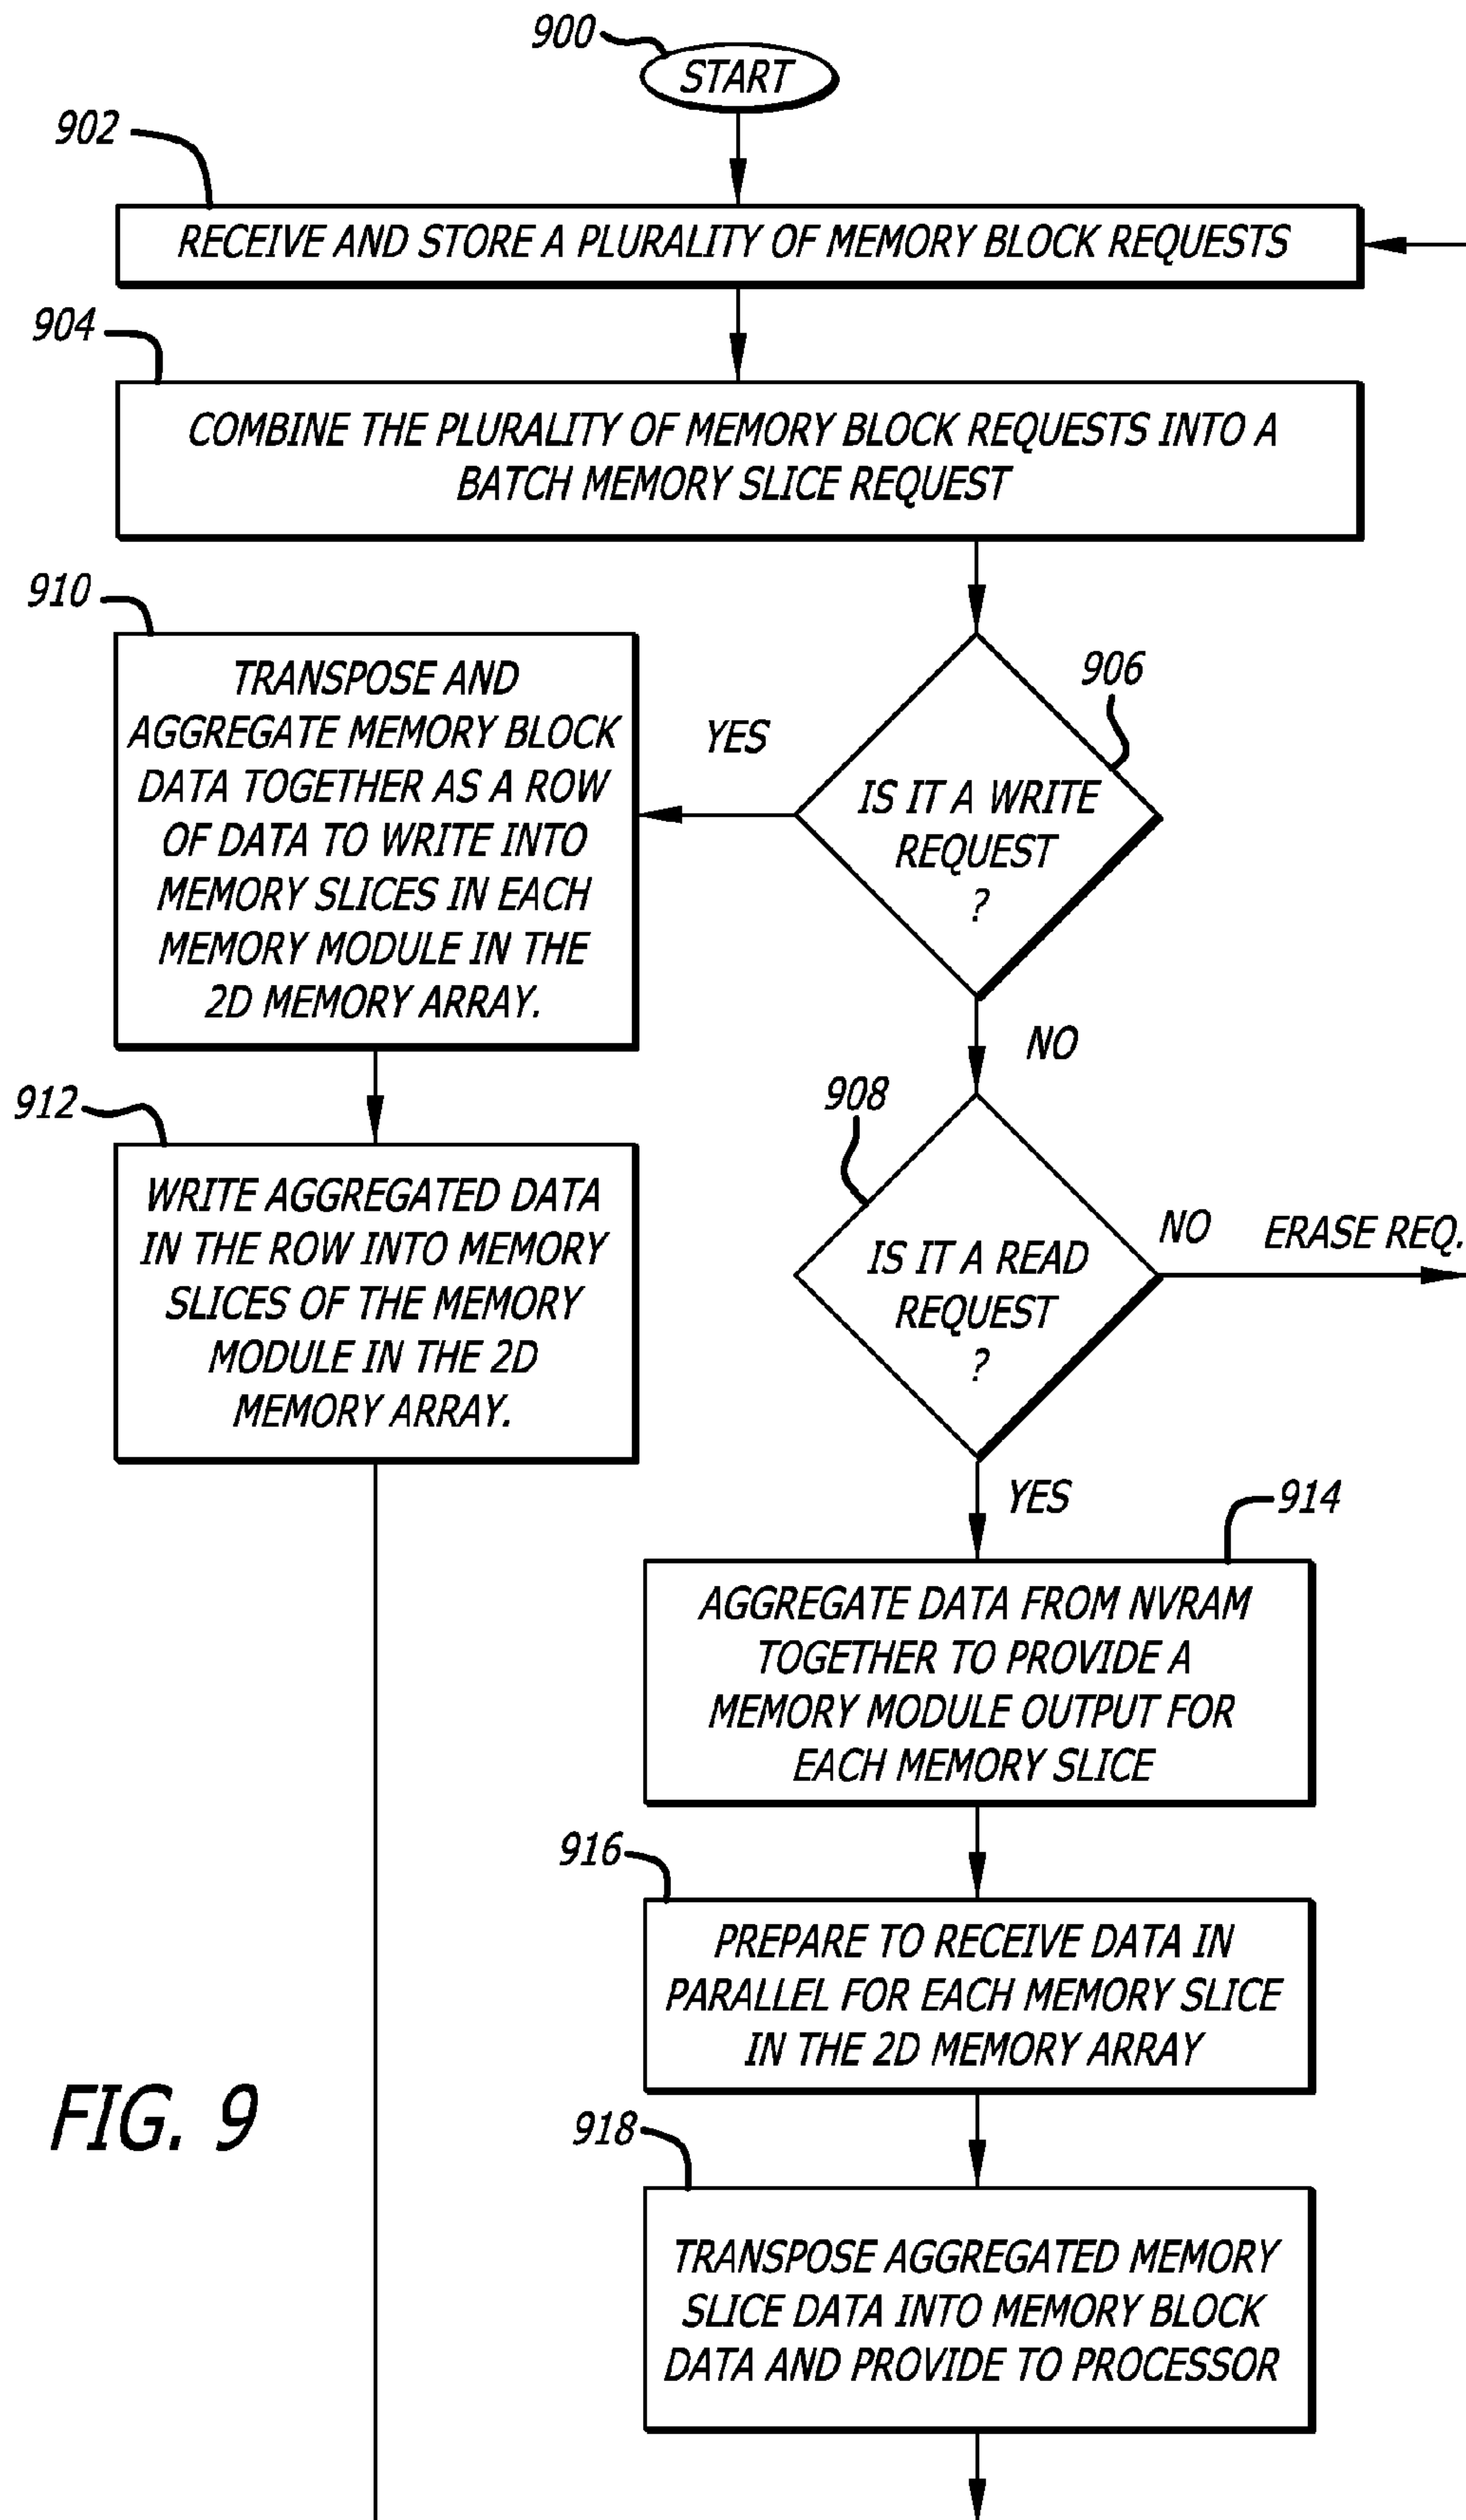 900
START
902
RECEIVE AND STORE A PLURALITY OF MEMORY BLOCK REQUESTS
904
COMBINE THE PLURALITY OF MEMORY BLOCK REQUESTS INTO A
BATCH MEMORY SLICE REQUEST
910
TRANSPOSE AND
AGGREGATE MEMORY BLOCK
DATA TOGETHER AS A ROW
OF DATA TO WRITE INTO
MEMORY SLICES IN EACH
MEMORY MODULE IN THE
2D MEMORY ARRAY.
YES
906
IS IT A WRITE
REQUEST
?
NO
912
WRITE AGGREGATED DATA
IN THE ROW INTO MEMORY
SLICES OF THE MEMORY
MODULE IN THE 2D
MEMORY ARRAY.
908
IS IT A READ
REQUEST
?
NO ERASE REQ.
YES
914
AGGREGATE DATA FROM NVRAM
TOGETHER TO PROVIDE A
MEMORY MODULE OUTPUT FOR
EACH MEMORY SLICE
916
PREPARE TO RECEIVE DATA IN
PARALLEL FOR EACH MEMORY SLICE
IN THE 2D MEMORY ARRAY
FIG. 9
918
TRANSPOSE AGGREGATED MEMORY
SLICE DATA INTO MEMORY BLOCK
DATA AND PROVIDE TO PROCESSOR